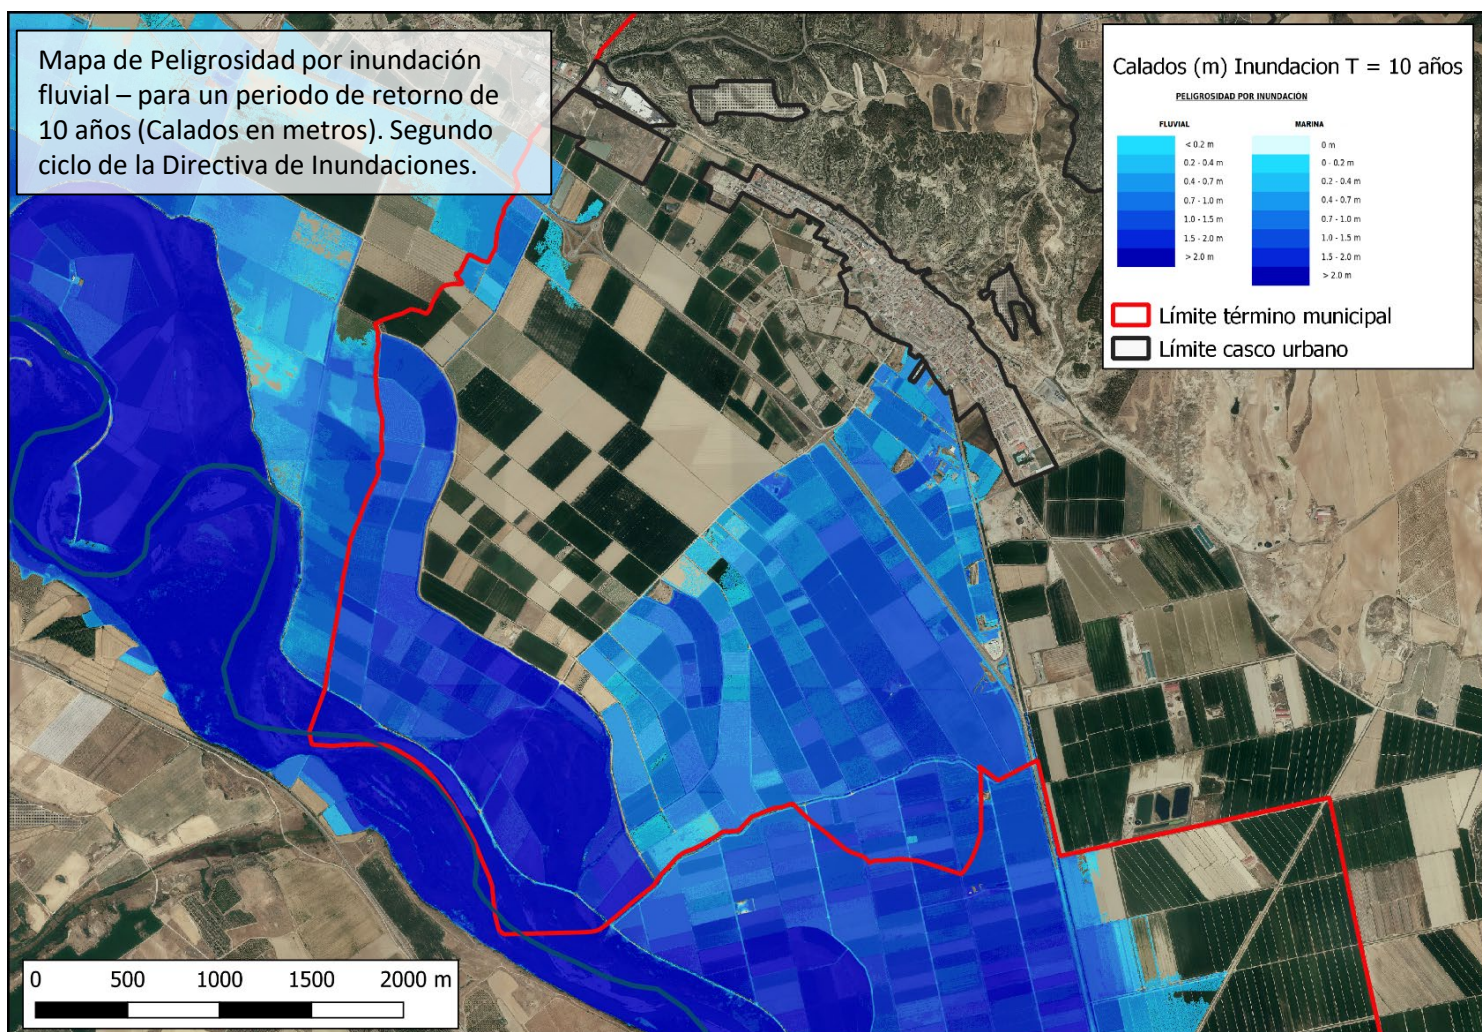 Mapa de Peligrosidad por inundación
fluvial – para un periodo de retorno de
10 años (Calados en metros). Segundo
ciclo de la Directiva de Inundaciones.
Calados (m) Inundacion T = 10 años
PELIGROSIDAD POR INUNDACIÓN
FLUVIAL
< 0.2 m
0.2 - 0.4 m
0.4 - 0.7 m
0.7 - 1.0 m
1.0 - 1.5 m
1.5 - 2.0 m
> 2.0 m
MARINA
0 m
0 - 0.2 m
0.2 - 0.4 m
0.4 - 0.7 m
0.7 - 1.0 m
1.0 - 1.5 m
1.5 - 2.0 m
> 2.0 m
Límite término municipal
Límite casco urbano
0 500 1000 1500 2000 m